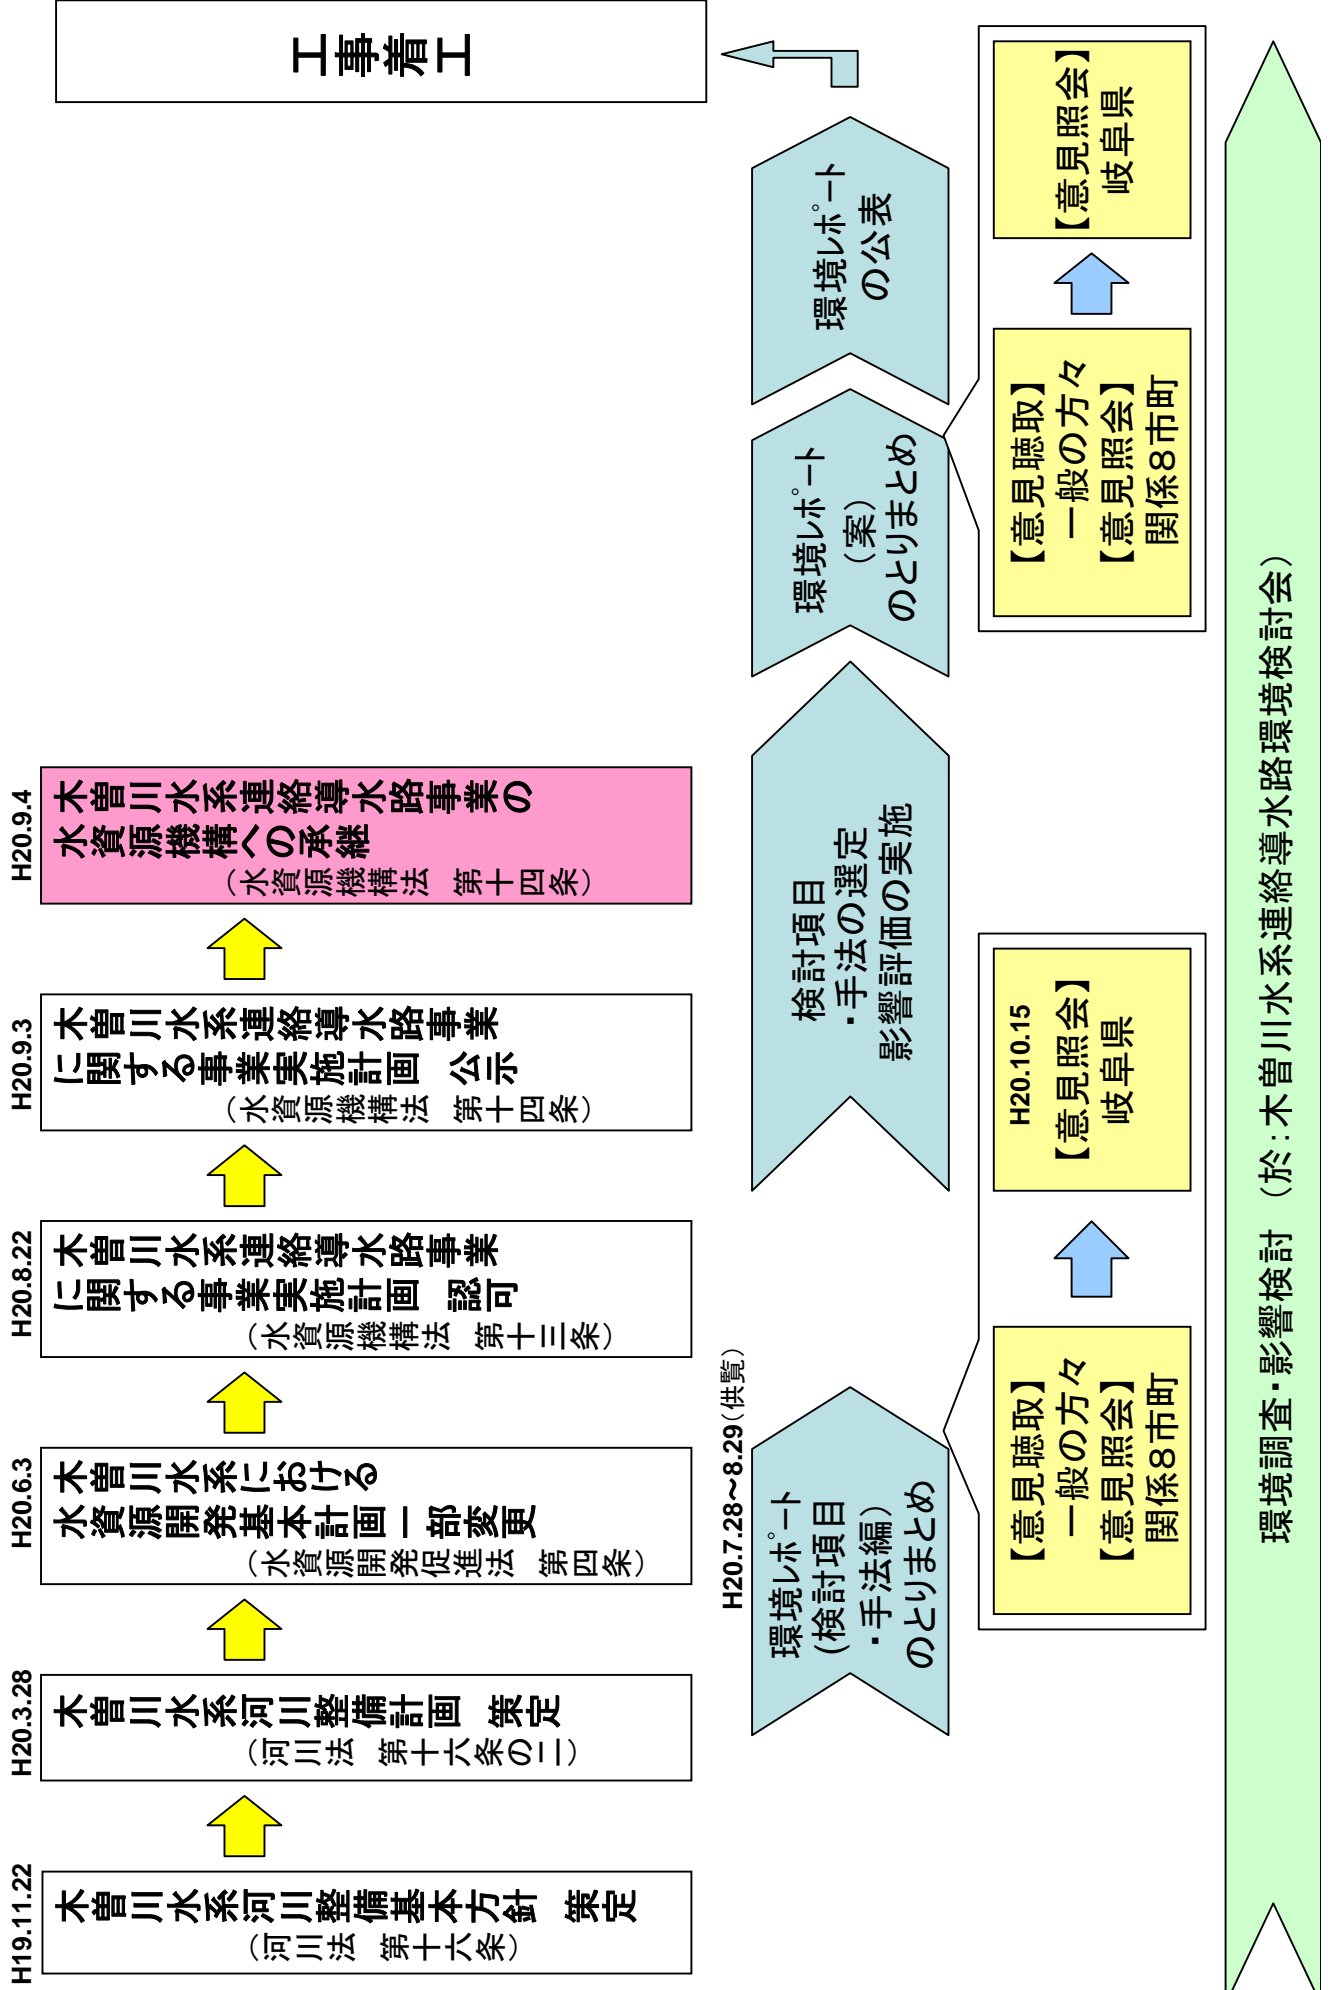 H19.11.22
木曽川水系河川整備基本方針　策定
（河川法　第十六条）
H20.3.28
木曽川水系河川整備計画　策定
（河川法　第十六条の二）
H20.6.3
木曽川水系における
水資源開発基本計画一部変更
（水資源開発促進法　第四条）
H20.8.22
木曽川水系連絡導水路事業
に関する事業実施計画　認可
（水資源機構法　第十三条）
H20.9.3
木曽川水系連絡導水路事業
に関する事業実施計画　公示
（水資源機構法　第十四条）
H20.9.4
木曽川水系連絡導水路事業の
水資源機構への承継
（水資源機構法　第十四条）
工事着工
H20.7.28～8.29（供覧）
環境レポート
(検討項目
・手法編）
のとりまとめ
検討項目
・手法の選定
影響評価の実施
環境レポート
（案）
のとりまとめ
環境レポート
の公表
【意見聴取】
一般の方々
【意見照会】
関係８市町
H20.10.15
【意見照会】
岐阜県
【意見聴取】
一般の方々
【意見照会】
関係８市町
【意見照会】
岐阜県
環境調査・影響検討　（於：木曽川水系連絡導水路環境検討会）